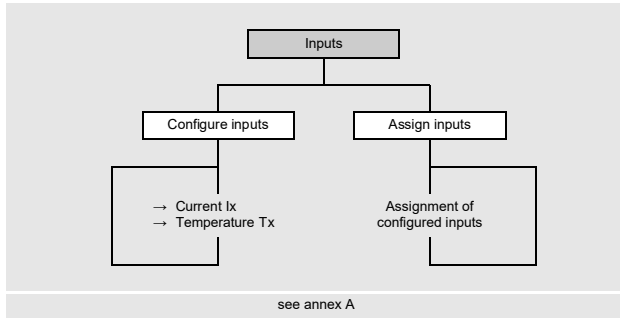 Inputs
Configure inputs
Assign inputs
→ Current Ix
→ Temperature Tx
Assignment of
configured inputs
see annex A